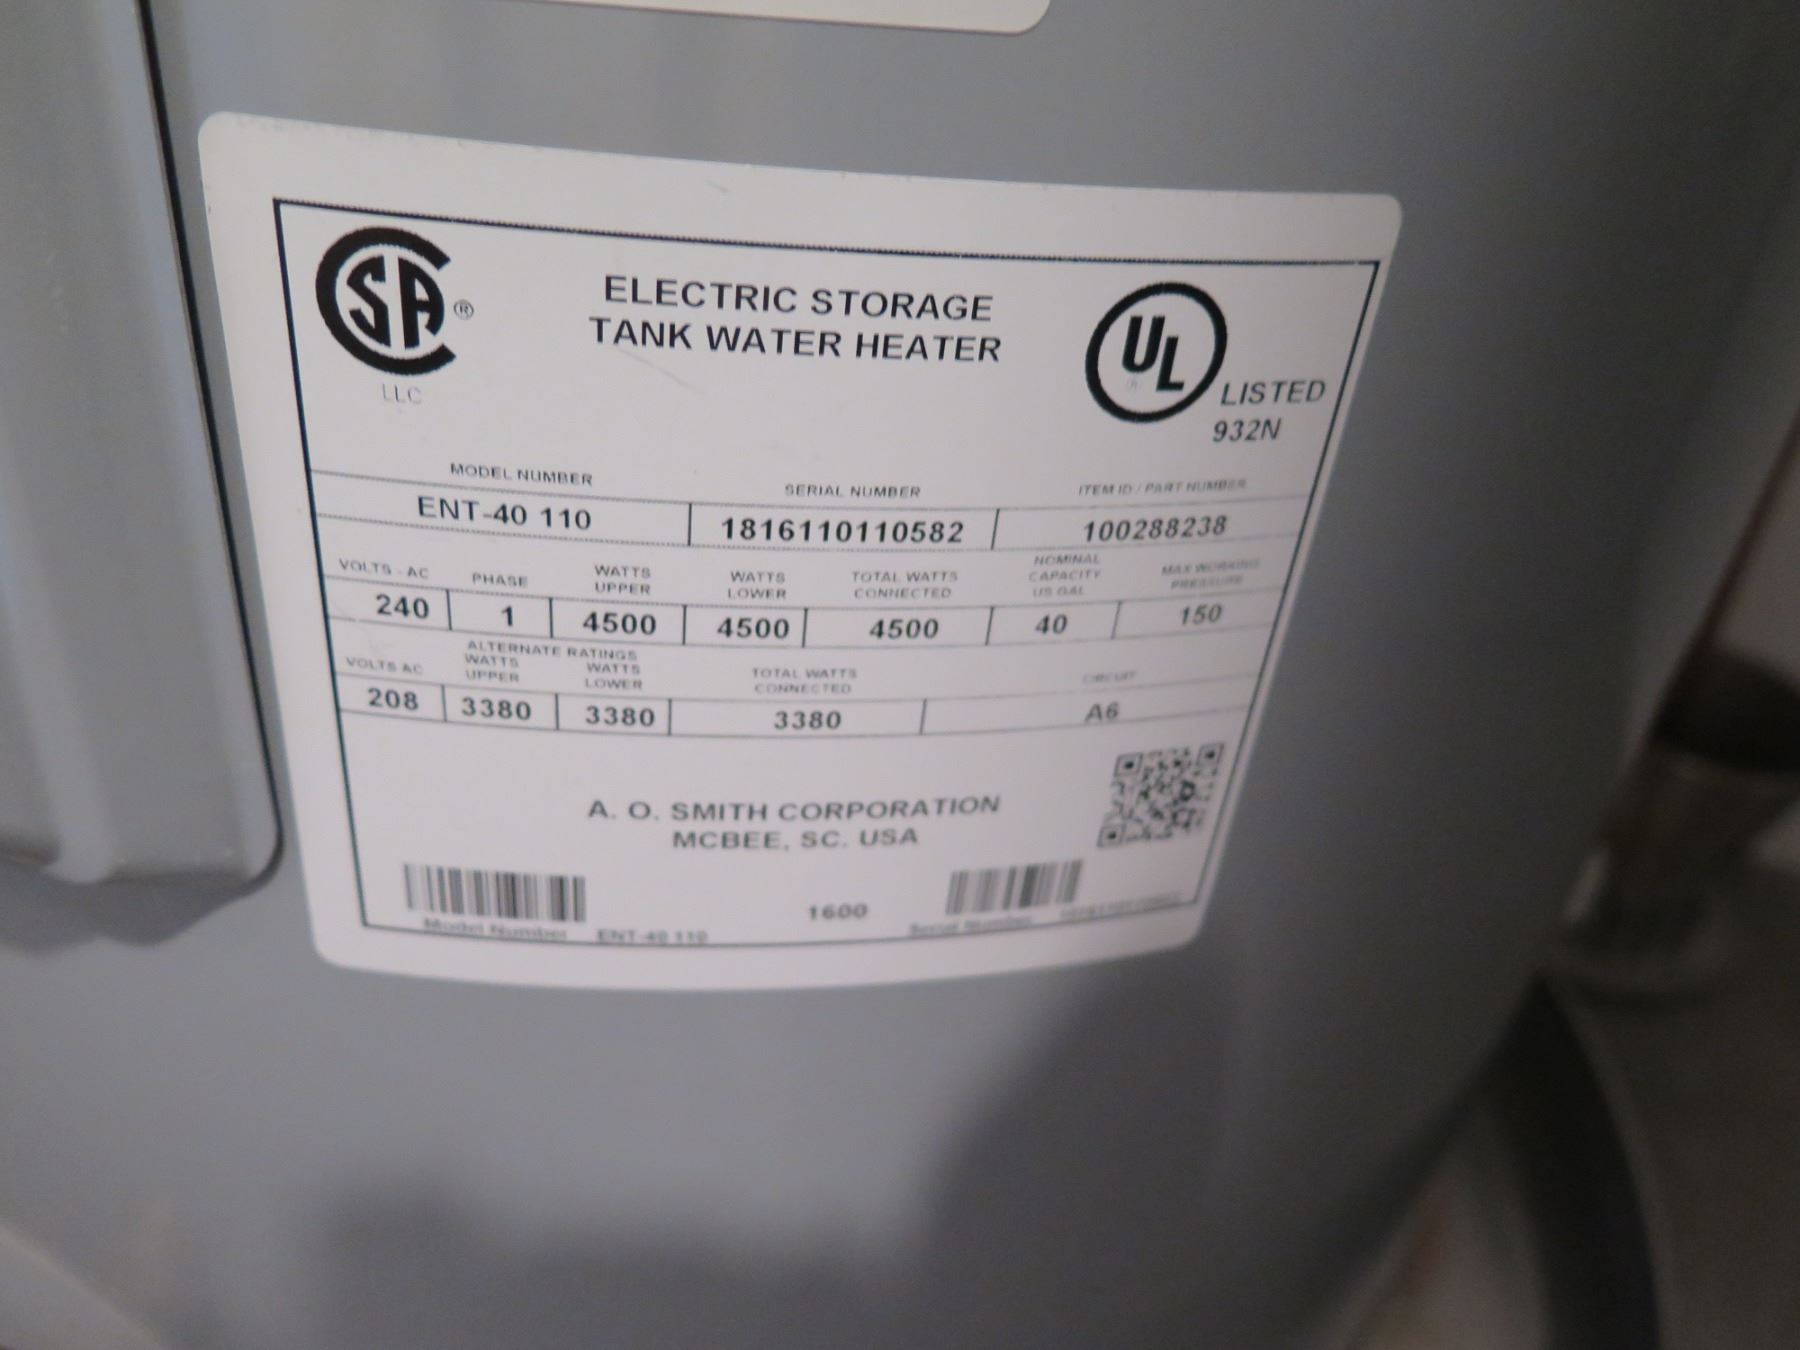 SA ®
LLC
ELECTRIC STORAGE
TANK WATER HEATER
UL ®
LISTED
932N
MODEL NUMBER SERIAL NUMBER ITEM ID / PART NUMBER
ENT-40 110 1816110110582 100288238
VOLTS - AC PHASE WATTS UPPER WATTS LOWER TOTAL WATTS CONNECTED NOMINAL CAPACITY US GAL MAX WORKING PRESSURE
240 1 4500 4500 4500 40 150
ALTERNATE RATINGS
VOLTS AC WATTS UPPER WATTS LOWER TOTAL WATTS CONNECTED CIRCUIT
208 3380 3380 3380 A6
A. O. SMITH CORPORATION
MCBEE, SC. USA
1600
Model Number ENT-40 110 Serial Number